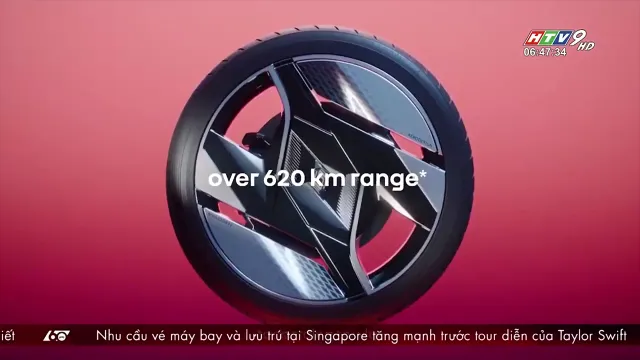 HTV9 HD
06:47:34
over 620 km range*
iết 60 Nhu cầu vé máy bay và lưu trú tại Singapore tăng mạnh trước tour diễn của Taylor Swift